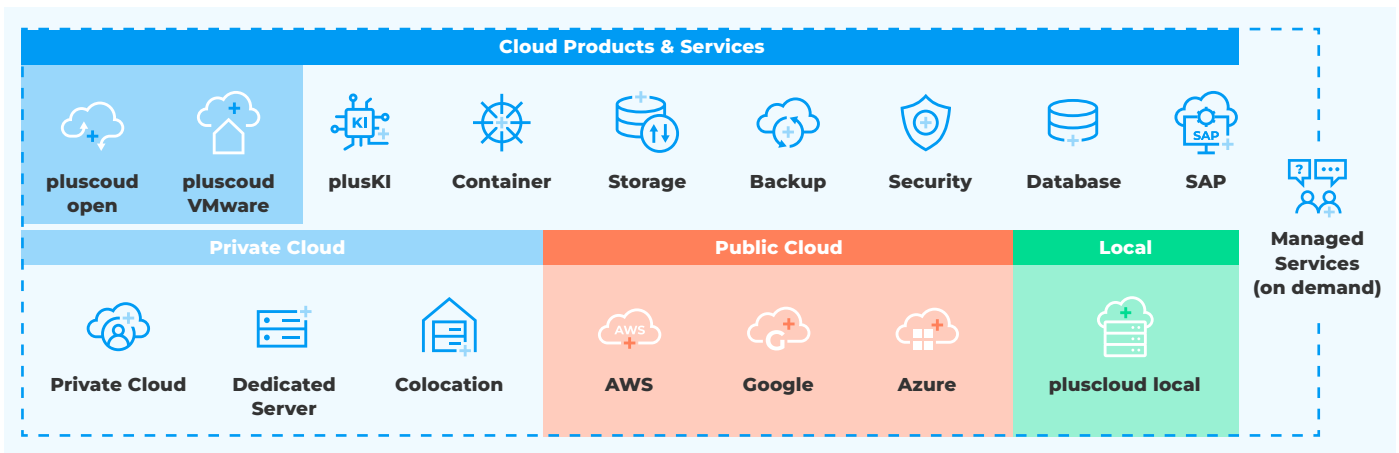 Cloud Products & Services
KI
SAP
pluscoud
open
pluscoud
VMware
plusKI
Container
Storage
Backup
Security
Database
SAP
?
Managed
Services
(on demand)
Private Cloud
Public Cloud
Local
AWS
G
Private Cloud
Dedicated
Server
Colocation
AWS
Google
Azure
pluscloud local